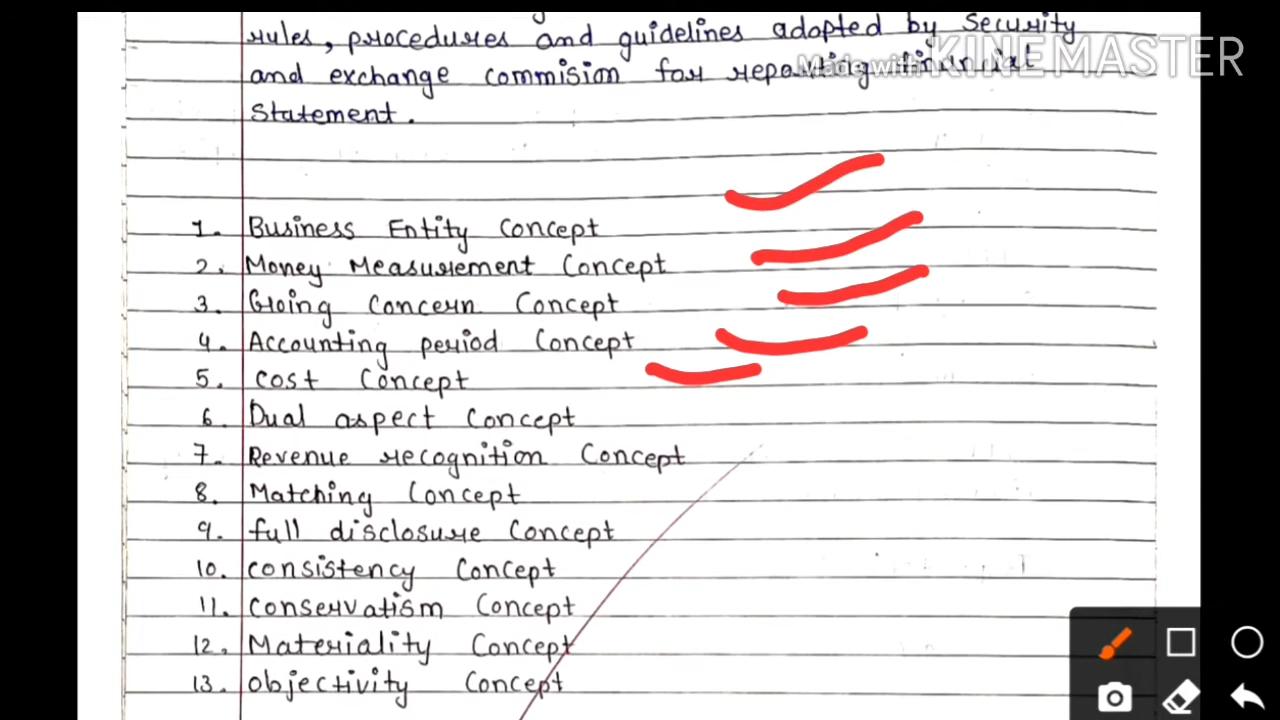 rules, procedures and guidelines adopted by Security
Made with KINEMASTER
and exchange commision for reporting financial
Statement.
1. Business Entity Concept
2. Money Measurement Concept
3. Going Concern Concept
4. Accounting period Concept
5. Cost Concept
6. Dual aspect Concept
7. Revenue recognition Concept
8. Matching Concept
9. full disclosure Concept
10. consistency Concept
11. conservatism Concept
12. Materiality Concept
13. objectivity Concept